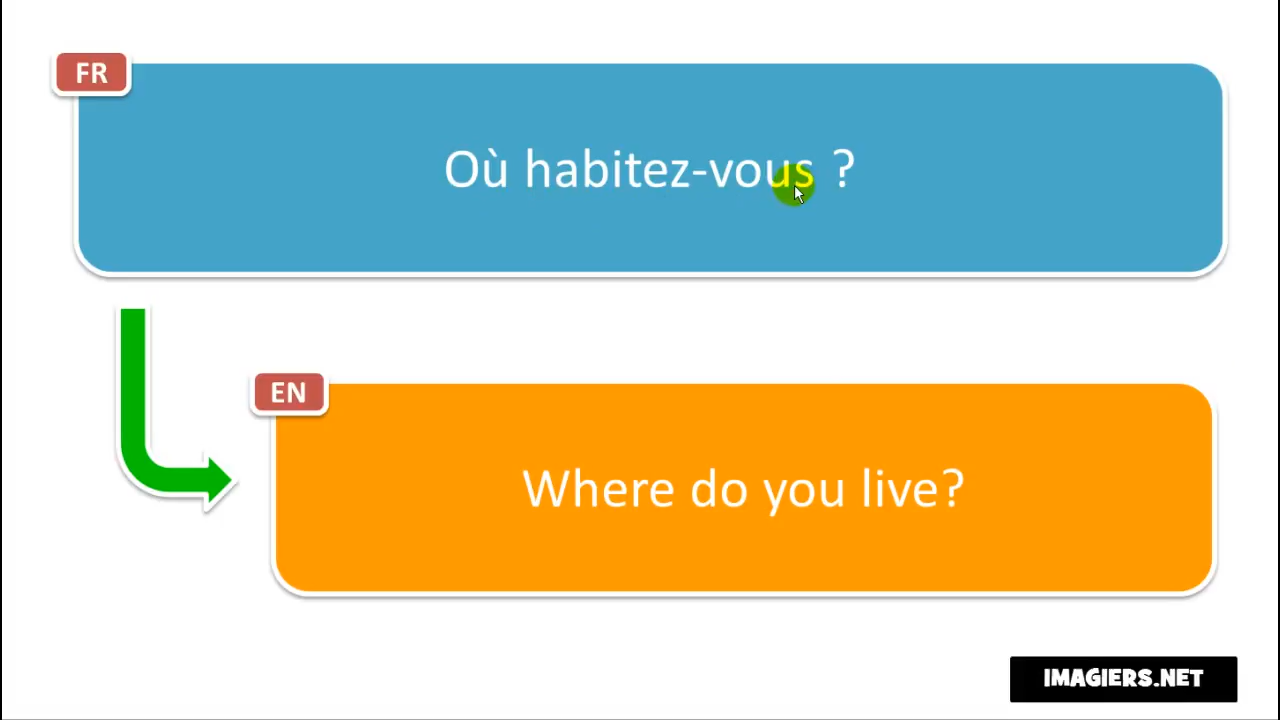 FR
Où habitez-vous ?
EN
Where do you live?
IMAGIERS.NET